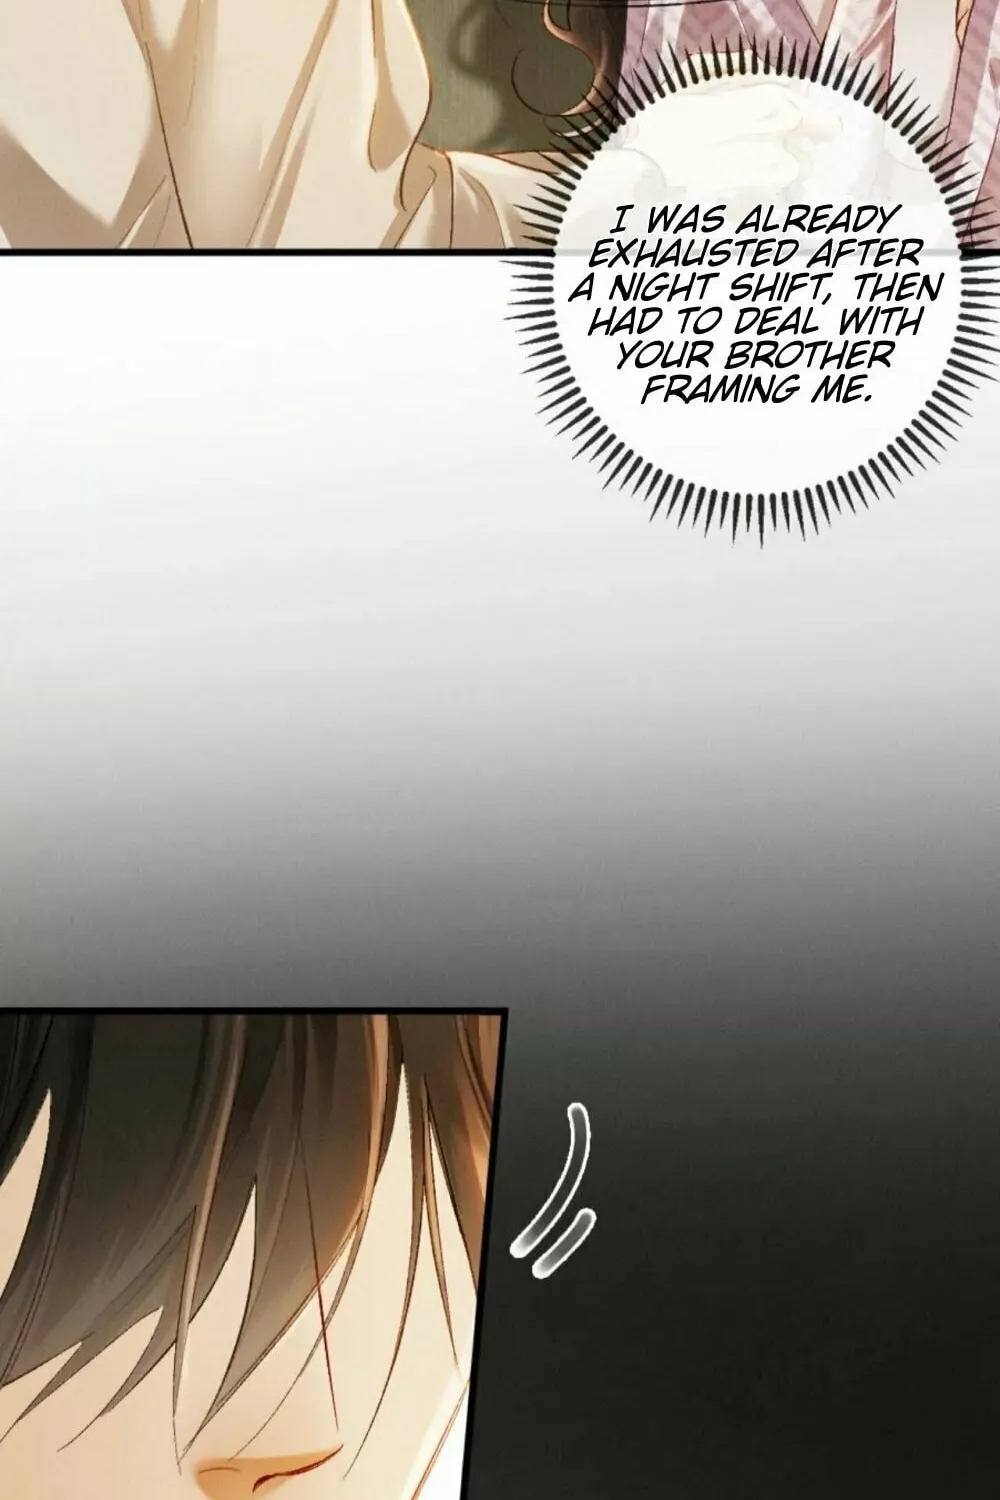 I WAS ALREADY
EXHAUSTED AFTER
A NIGHT SHIFT, THEN
HAD TO DEAL WITH
YOUR BROTHER
FRAMING ME.